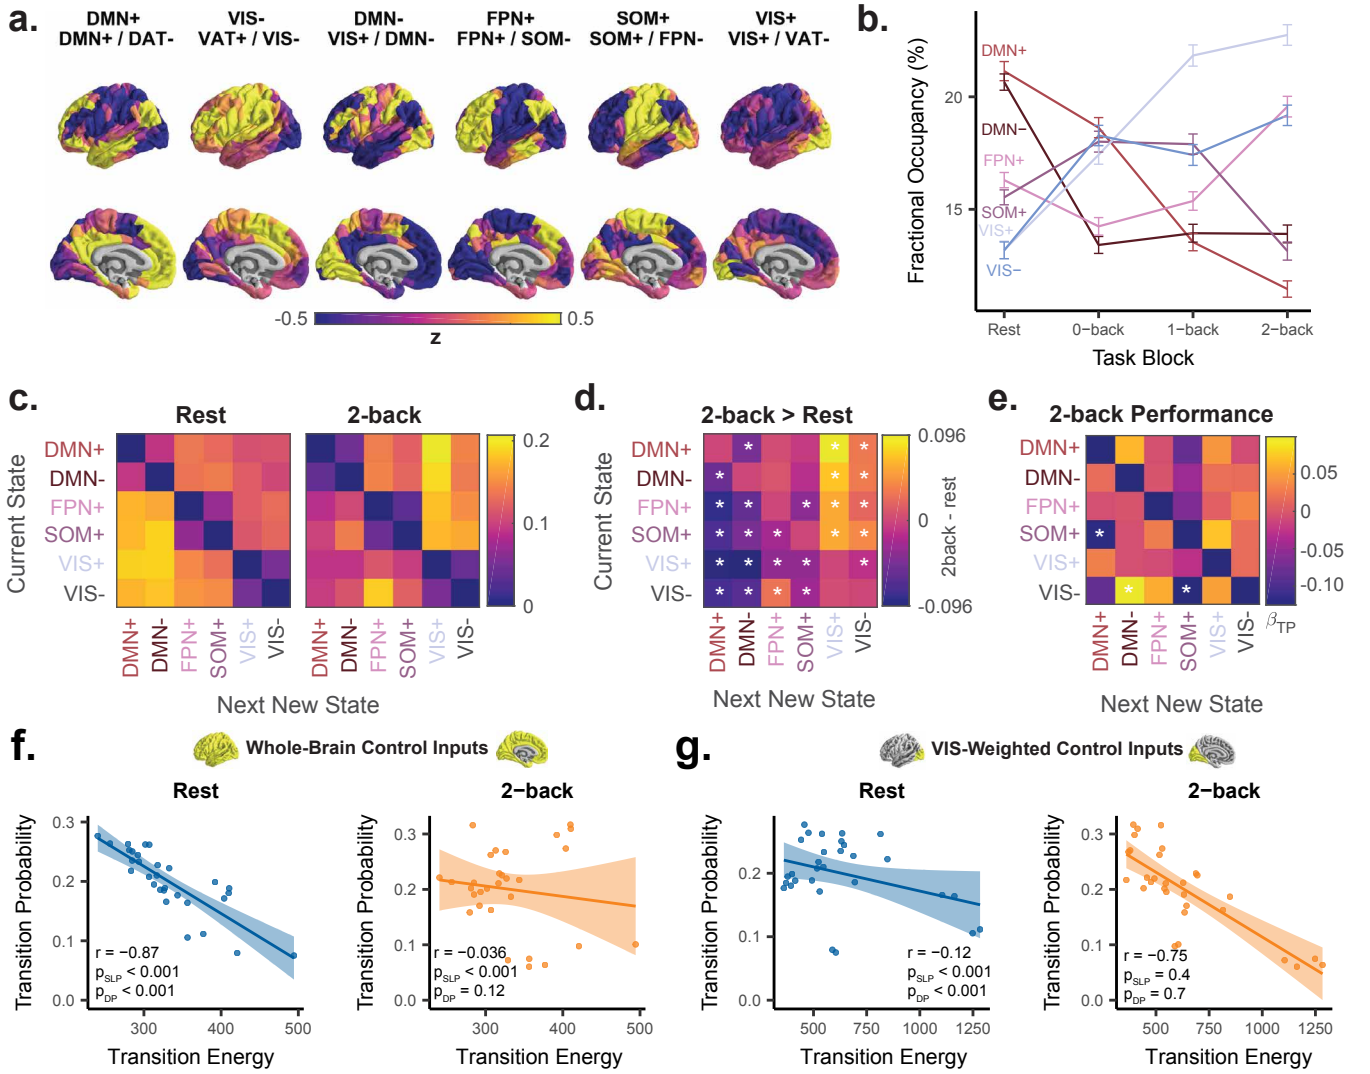 a.
DMN+
DMN+ / DAT-
VIS-
VAT+ / VIS-
DMN-
VIS+ / DMN-
FPN+
FPN+ / SOM-
SOM+
SOM+ / FPN-
VIS+
VIS+ / VAT-
-0.5
0.5
z
b.
Fractional Occupancy (%)
20
15
DMN+
DMN−
FPN+
SOM+
VIS+
VIS−
Rest
0−back
1−back
2−back
Task Block
c.
Rest
2-back
Current State
DMN+
DMN-
FPN+
SOM+
VIS+
VIS-
DMN+
DMN-
FPN+
SOM+
VIS+
VIS-
DMN+
DMN-
FPN+
SOM+
VIS+
VIS-
Next New State
0.2
0.1
0
d.
2-back > Rest
Current State
DMN+
DMN-
FPN+
SOM+
VIS+
VIS-
* * *
* * *
* * * * *
* * * * *
* * * * *
* * * *
DMN+
DMN-
FPN+
SOM+
VIS+
VIS-
Next New State
0.096
0
-0.096
2back - rest
e.
2-back Performance
DMN+
DMN-
FPN+
SOM+
VIS+
VIS-
*
* *
DMN+
DMN-
FPN+
SOM+
VIS+
VIS-
Next New State
0.05
0
-0.05
-0.10
βTP
f.
Whole-Brain Control Inputs
Rest
Transition Probability
0.3
0.2
0.1
0.0
r = −0.87
pSLP < 0.001
pDP < 0.001
300
400
500
Transition Energy
2−back
Transition Probability
0.3
0.2
0.1
0.0
r = −0.036
pSLP < 0.001
pDP = 0.12
300
400
500
Transition Energy
g.
VIS-Weighted Control Inputs
Rest
Transition Probability
0.2
0.1
0.0
r = −0.12
pSLP < 0.001
pDP < 0.001
500
750
1000
1250
Transition Energy
2−back
Transition Probability
0.3
0.2
0.1
0.0
r = −0.75
pSLP = 0.4
pDP = 0.7
500
750
1000
1250
Transition Energy